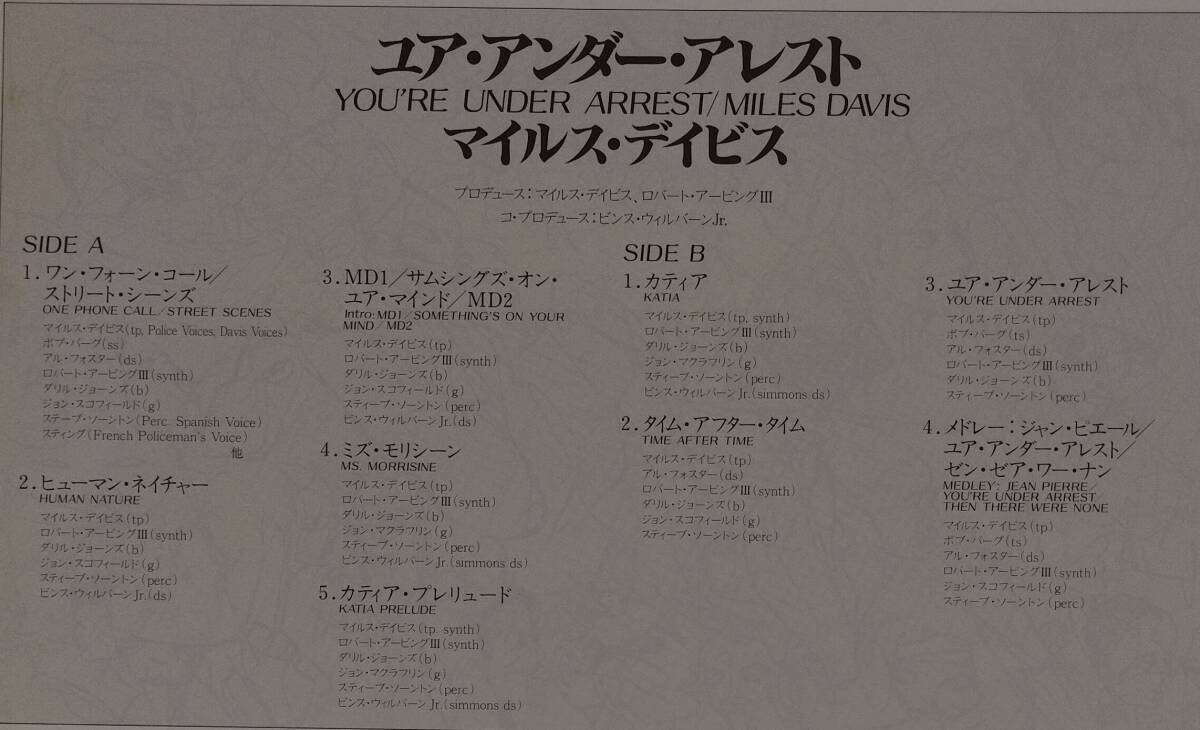 ユア・アンダー・アレスト
YOU'RE UNDER ARREST/MILES DAVIS
マイルス・デイビス
プロデュース：マイルス・デイビス、ロバート・アービングⅢ
コ・プロデュース：ビンス・ウィルバーンJr.
SIDE A
1. ワン・フォーン・コール／
ストリート・シーンズ
ONE PHONE CALL／STREET SCENES
マイルス・デイビス(tp, Police Voices, Davis Voices)
ボブ・バーグ(ss)
アル・フォスター(ds)
ロバート・アービングⅢ(synth)
ダリル・ジョーンズ(b)
ジョン・スコフィールド(g)
ステーブ・ソーントン(Perc. Spanish Voice)
スティング(French Policeman's Voice)
他
2. ヒューマン・ネイチャー
HUMAN NATURE
マイルス・デイビス(tp)
ロバート・アービングⅢ(synth)
ダリル・ジョーンズ(b)
ジョン・スコフィールド(g)
スティーブ・ソーントン(perc)
ビンス・ウィルバーンJr.(ds)
3. MD1／サムシングズ・オン・
ユア・マインド／MD2
Intro: MD1／SOMETHING'S ON YOUR
MIND／MD2
マイルス・デイビス(tp)
ロバート・アービングⅢ(synth)
ダリル・ジョーンズ(b)
ジョン・スコフィールド(g)
スティーブ・ソーントン(perc)
ビンス・ウィルバーンJr.(ds)
4. ミズ・モリシーン
MS. MORRISINE
マイルス・デイビス(tp)
ロバート・アービングⅢ(synth)
ダリル・ジョーンズ(b)
ジョン・マクラフリン(g)
スティーブ・ソーントン(perc)
ビンス・ウィルバーンJr.(simmons ds)
5. カティア・プレリュード
KATIA PRELUDE
マイルス・デイビス(tp. synth)
ロバート・アービングⅢ(synth)
ダリル・ジョーンズ(b)
ジョン・マクラフリン(g)
スティーブ・ソーントン(perc)
ビンス・ウィルバーンJr.(simmons ds)
SIDE B
1. カティア
KATIA
マイルス・デイビス(tp, synth)
ロバート・アービングⅢ(synth)
ダリル・ジョーンズ(b)
ジョン・マクラフリン(g)
スティーブ・ソーントン(perc)
ビンス・ウィルバーンJr.(simmons ds)
2. タイム・アフター・タイム
TIME AFTER TIME
マイルス・デイビス(tp)
アル・フォスター(ds)
ロバート・アービングⅢ(synth)
ダリル・ジョーンズ(b)
ジョン・スコフィールド(g)
スティーブ・ソーントン(perc)
3. ユア・アンダー・アレスト
YOU'RE UNDER ARREST
マイルス・デイビス(tp)
ボブ・バーグ(ts)
アル・フォスター(ds)
ロバート・アービングⅢ(synth)
ダリル・ジョーンズ(b)
スティーブ・ソーントン(perc)
4. メドレー：ジャン・ピエール／
ユア・アンダー・アレスト／
ゼン・ゼア・ワー・ナン
MEDLEY: JEAN PIERRE／
YOU'RE UNDER ARREST／
THEN THERE WERE NONE
マイルス・デイビス(tp)
ボブ・バーグ(ts)
アル・フォスター(ds)
ロバート・アービングⅢ(synth)
ジョン・スコフィールド(g)
スティーブ・ソーントン(perc)